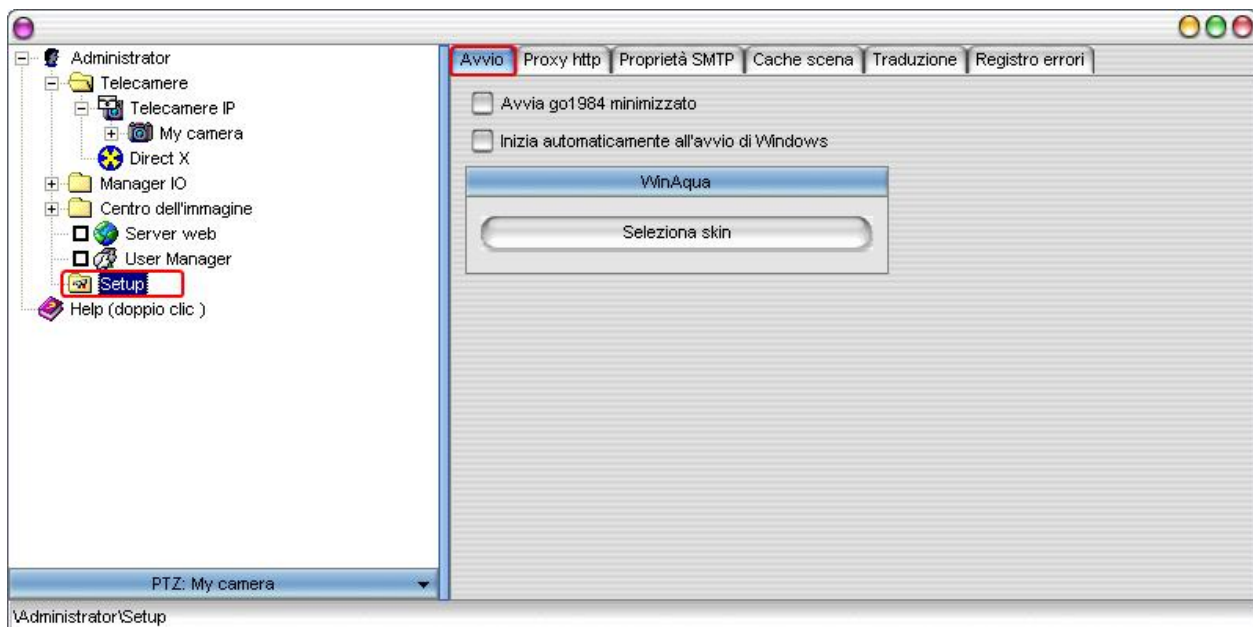 Administrator
Telecamere
Telecamere IP
My camera
Direct X
Manager IO
Centro dell'immagine
Server web
User Manager
Setup
Help (doppio clic )
PTZ: My camera
Avvio Proxy http Proprietà SMTP Cache scena Traduzione Registro errori
Avvia go1984 minimizzato
Inizia automaticamente all'avvio di Windows
WinAqua
Seleziona skin
\Administrator\Setup